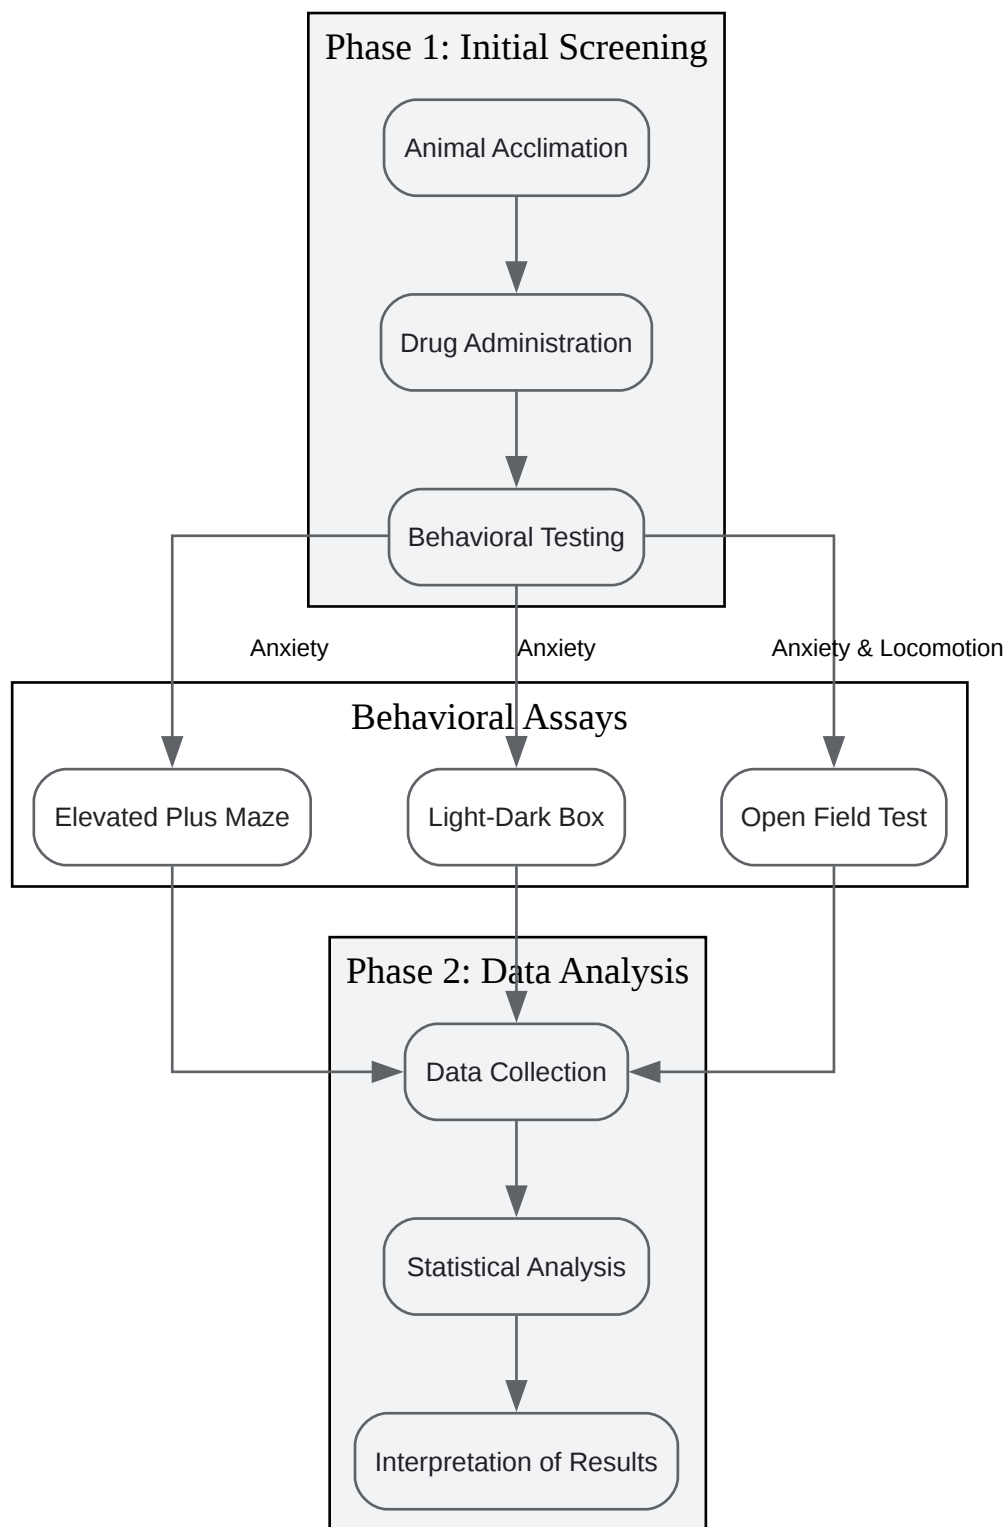 Phase 1: Initial Screening
Animal Acclimation
Drug Administration
Behavioral Testing
Anxiety
Anxiety
Anxiety & Locomotion
Behavioral Assays
Elevated Plus Maze
Light-Dark Box
Open Field Test
Phase 2: Data Analysis
Data Collection
Statistical Analysis
Interpretation of Results